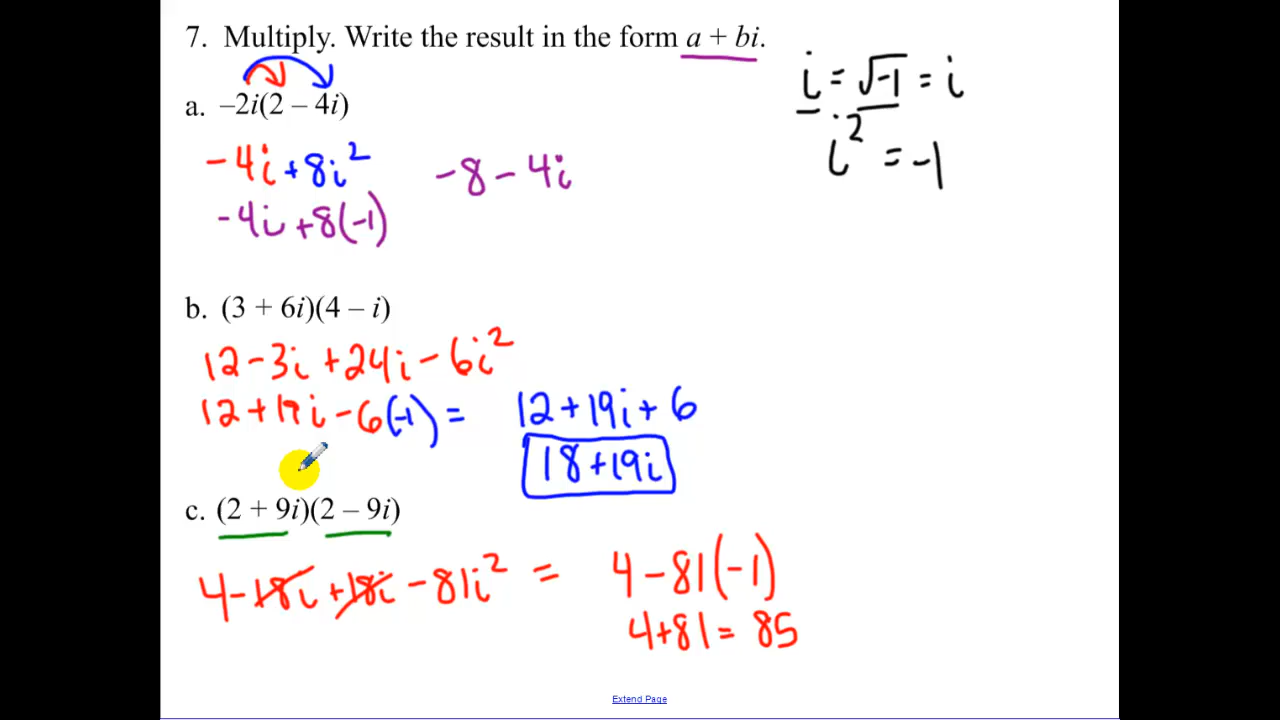 7. Multiply. Write the result in the form a + bi.
i = √-1 = i
i² = -1
a. –2i(2 – 4i)
-4i + 8i²
-4i + 8(-1)
-8 - 4i
b. (3 + 6i)(4 – i)
12 - 3i + 24i - 6i²
12 + 19i - 6(-1) = 12 + 19i + 6
18 + 19i
c. (2 + 9i)(2 – 9i)
4 - 18i + 18i - 81i² = 4 - 81(-1)
4 + 81 = 85
Extend Page